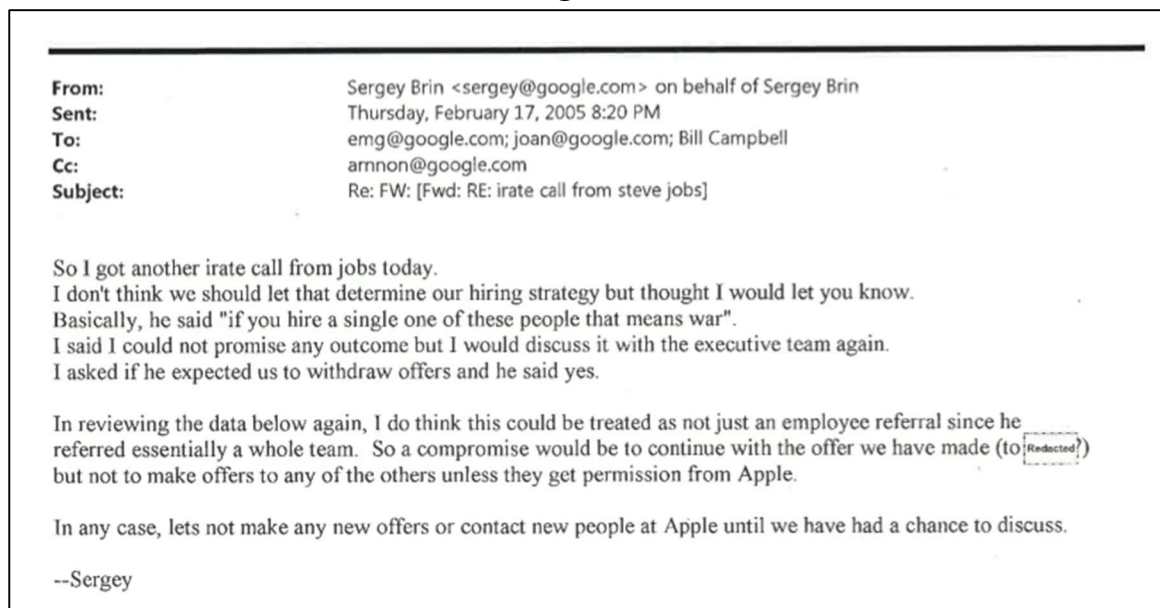 From: Sergey Brin <sergey@google.com> on behalf of Sergey Brin
Sent: Thursday, February 17, 2005 8:20 PM
To: emg@google.com; joan@google.com; Bill Campbell
Cc: arnnon@google.com
Subject: Re: FW: [Fwd: RE: irate call from steve jobs]
So I got another irate call from jobs today.
I don't think we should let that determine our hiring strategy but thought I would let you know.
Basically, he said "if you hire a single one of these people that means war".
I said I could not promise any outcome but I would discuss it with the executive team again.
I asked if he expected us to withdraw offers and he said yes.
In reviewing the data below again, I do think this could be treated as not just an employee referral since he
referred essentially a whole team. So a compromise would be to continue with the offer we have made (to Redacted?)
but not to make offers to any of the others unless they get permission from Apple.
In any case, lets not make any new offers or contact new people at Apple until we have had a chance to discuss.
--Sergey